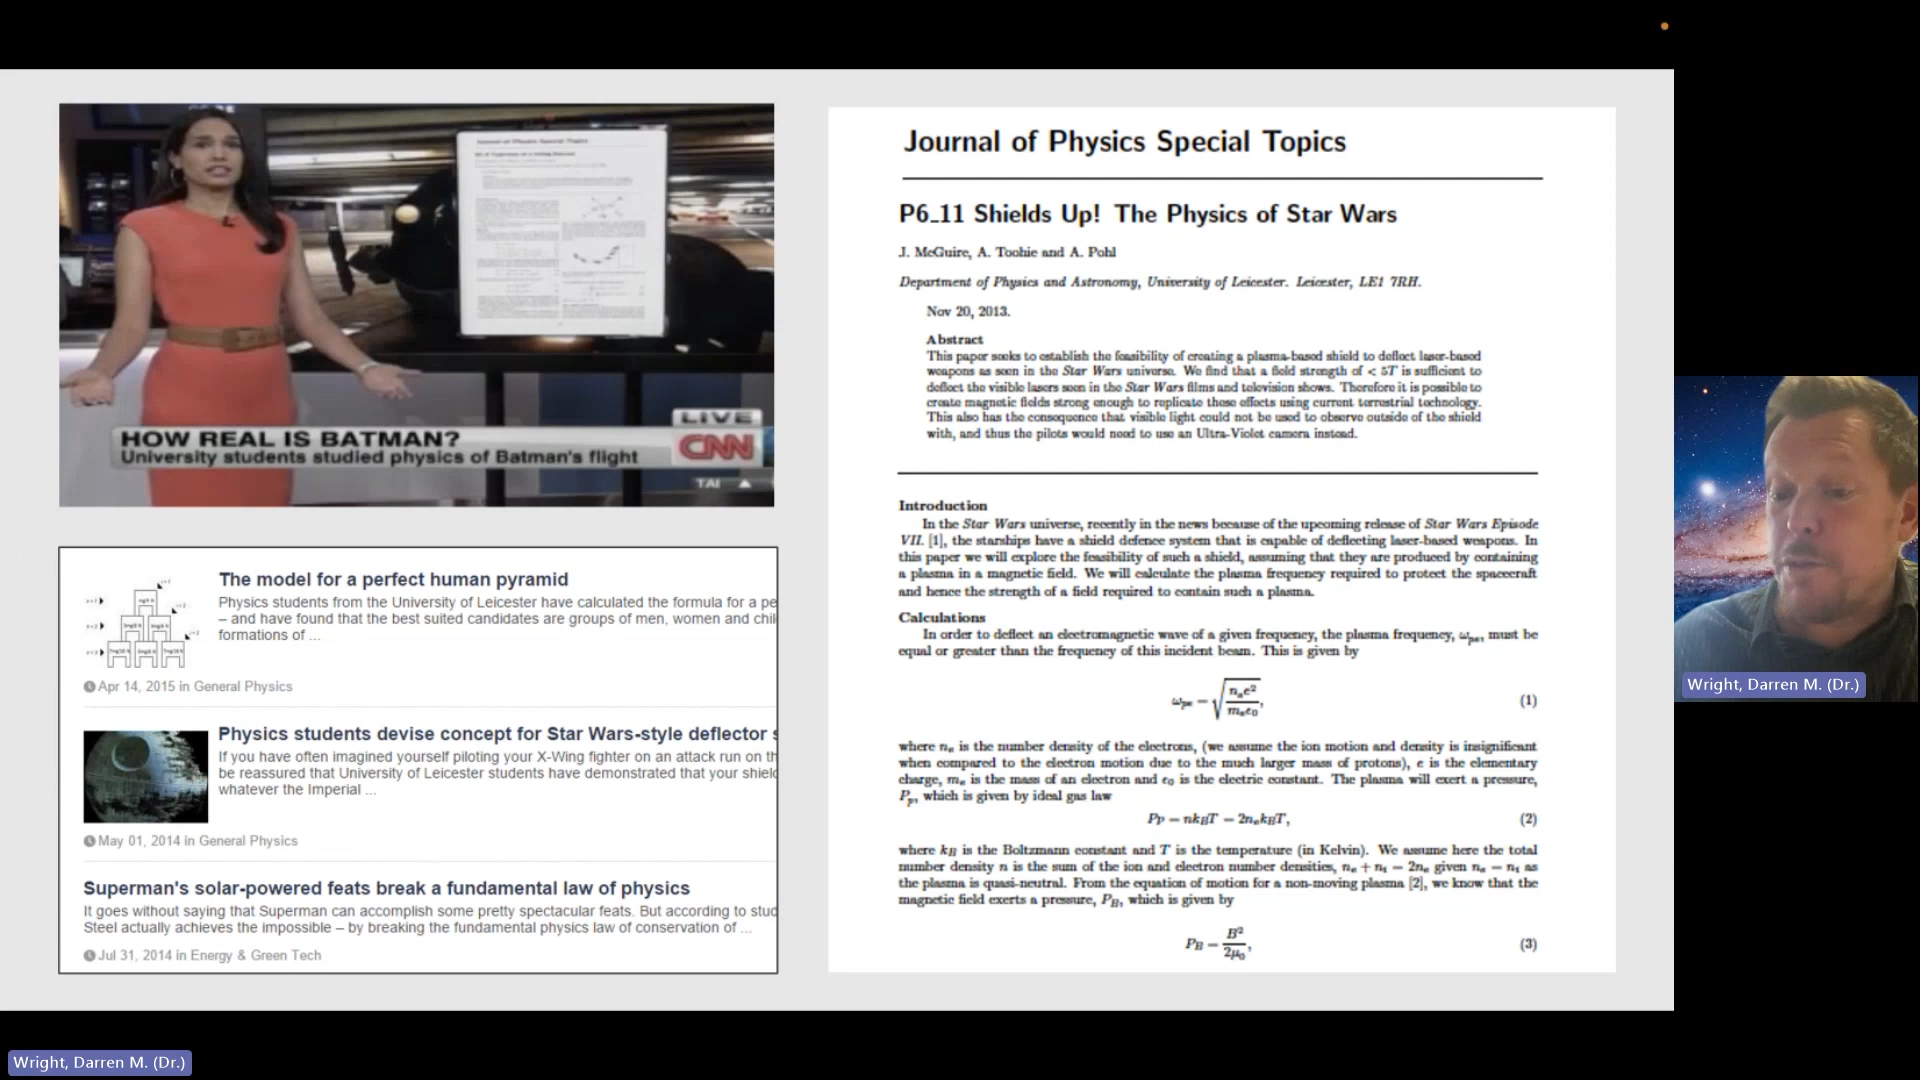 HOW REAL IS BATMAN?
University students studied physics of Batman's flight
LIVE
CNN
TAI
The model for a perfect human pyramid
Physics students from the University of Leicester have calculated the formula for a pe
– and have found that the best suited candidates are groups of men, women and chil
formations of ...
Apr 14, 2015 in General Physics
Physics students devise concept for Star Wars-style deflector s
If you have often imagined yourself piloting your X-Wing fighter on an attack run on th
be reassured that University of Leicester students have demonstrated that your shield
whatever the Imperial ...
May 01, 2014 in General Physics
Superman's solar-powered feats break a fundamental law of physics
It goes without saying that Superman can accomplish some pretty spectacular feats. But according to stud
Steel actually achieves the impossible – by breaking the fundamental physics law of conservation of ...
Jul 31, 2014 in Energy & Green Tech
Journal of Physics Special Topics
P6_11 Shields Up! The Physics of Star Wars
J. McGuire, A. Toohie and A. Pohl
Department of Physics and Astronomy, University of Leicester. Leicester, LE1 7RH.
Nov 20, 2013.
Abstract
This paper seeks to establish the feasibility of creating a plasma-based shield to deflect laser-based
weapons as seen in the Star Wars universe. We find that a field strength of < 5T is sufficient to
deflect the visible lasers seen in the Star Wars films and television shows. Therefore it is possible to
create magnetic fields strong enough to replicate these effects using current terrestrial technology.
This also has the consequence that visible light could not be used to observe outside of the shield
with, and thus the pilots would need to use an Ultra-Violet camera instead.
Introduction
In the Star Wars universe, recently in the news because of the upcoming release of Star Wars Episode
VII. [1], the starships have a shield defence system that is capable of deflecting laser-based weapons. In
this paper we will explore the feasibility of such a shield, assuming that they are produced by containing
a plasma in a magnetic field. We will calculate the plasma frequency required to protect the spacecraft
and hence the strength of a field required to contain such a plasma.
Calculations
In order to deflect an electromagnetic wave of a given frequency, the plasma frequency, ωpe, must be
equal or greater than the frequency of this incident beam. This is given by
ωpe = √(nₑe²/mₑε₀), (1)
where nₑ is the number density of the electrons, (we assume the ion motion and density is insignificant
when compared to the electron motion due to the much larger mass of protons), e is the elementary
charge, mₑ is the mass of an electron and ε₀ is the electric constant. The plasma will exert a pressure,
Pp, which is given by ideal gas law
Pp = nkBT = 2nₑkBT, (2)
where kB is the Boltzmann constant and T is the temperature (in Kelvin). We assume here the total
number density n is the sum of the ion and electron number densities, nₑ + nᵢ = 2nₑ given nₑ = nᵢ as
the plasma is quasi-neutral. From the equation of motion for a non-moving plasma [2], we know that the
magnetic field exerts a pressure, PB, which is given by
PB = B²/2μ₀, (3)
Wright, Darren M. (Dr.)
Wright, Darren M. (Dr.)